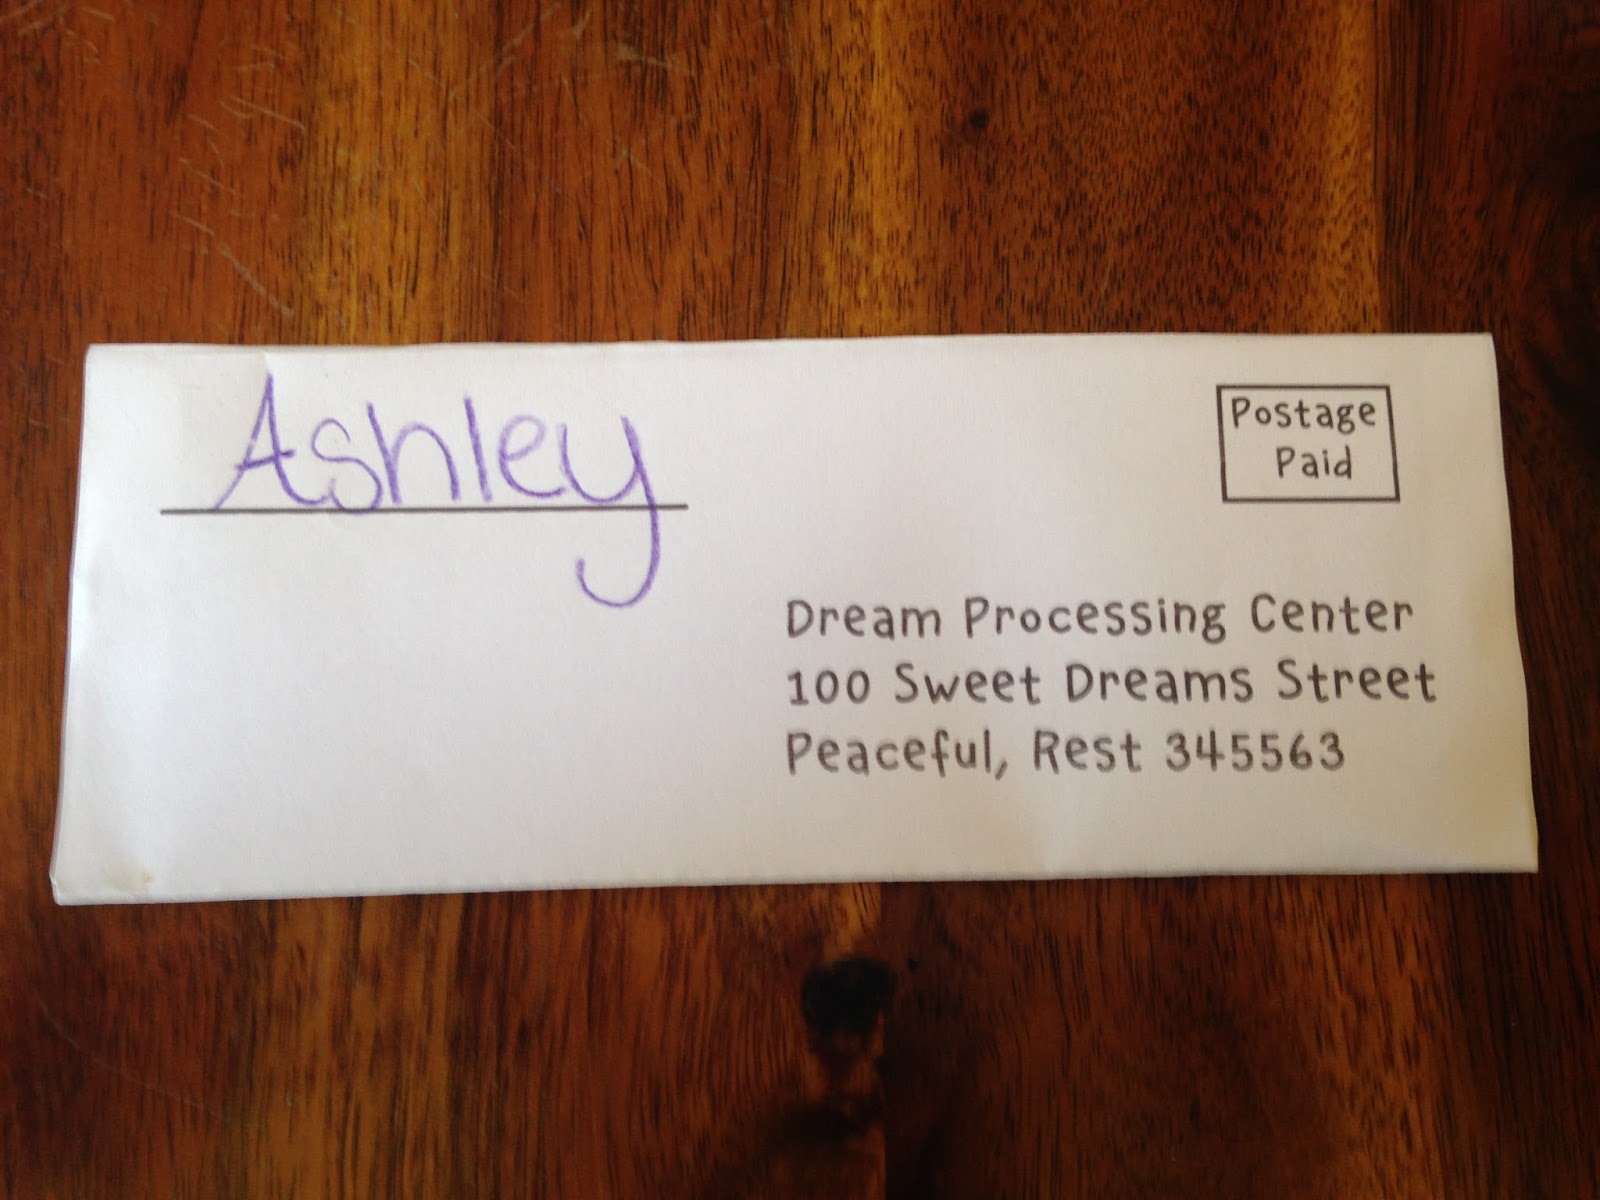 Ashley
Postage
Paid
Dream Processing Center
100 Sweet Dreams Street
Peaceful, Rest 345563